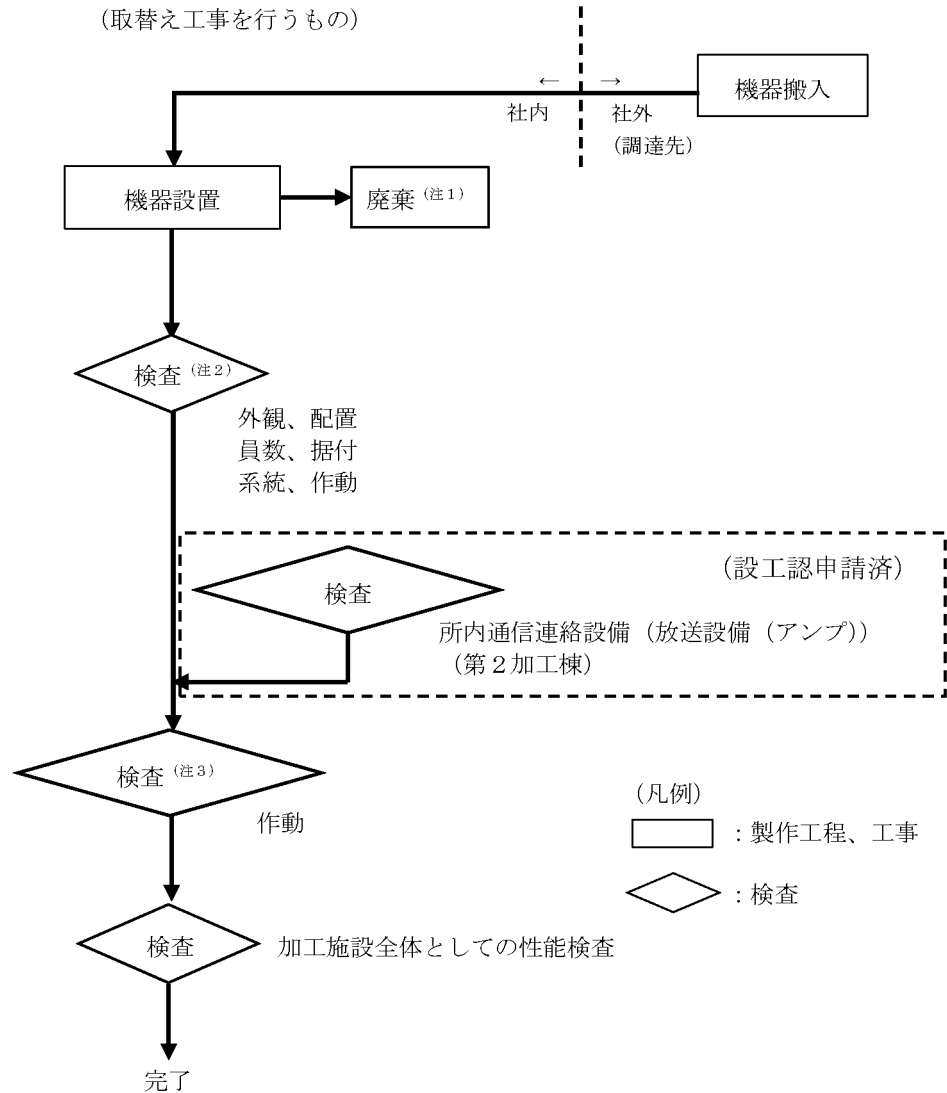 （取替え工事を行うもの）
機器搬入
← →
社内 社外
（調達先）
機器設置
廃棄（注１）
検査（注２）
外観、配置
員数、据付
系統、作動
（設工認申請済）
検査
所内通信連絡設備（放送設備（アンプ））
（第２加工棟）
検査（注３）
作動
（凡例）
：製作工程、工事
：検査
検査
加工施設全体としての性能検査
完了